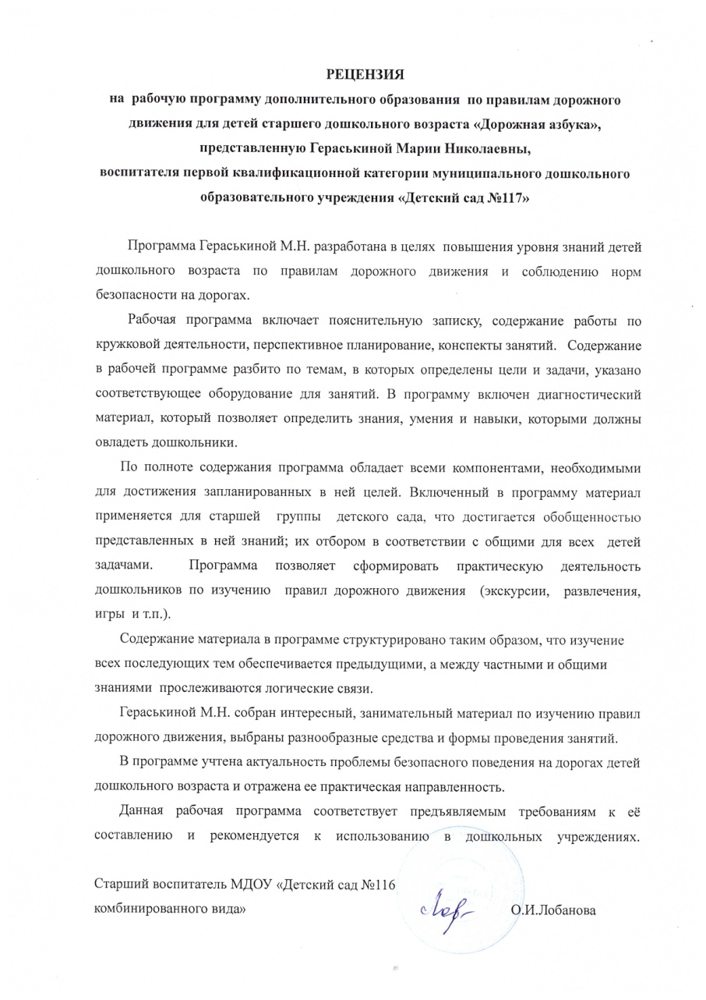 РЕЦЕНЗИЯ
на рабочую программу дополнительного образования по правилам дорожного
движения для детей старшего дошкольного возраста «Дорожная азбука»,
представленную Гераськиной Марии Николаевны,
воспитателя первой квалификационной категории муниципального дошкольного
образовательного учреждения «Детский сад №117»
Программа Гераськиной М.Н. разработана в целях повышения уровня знаний детей
дошкольного возраста по правилам дорожного движения и соблюдению норм
безопасности на дорогах.
Рабочая программа включает пояснительную записку, содержание работы по
кружковой деятельности, перспективное планирование, конспекты занятий. Содержание
в рабочей программе разбито по темам, в которых определены цели и задачи, указано
соответствующее оборудование для занятий. В программу включен диагностический
материал, который позволяет определить знания, умения и навыки, которыми должны
овладеть дошкольники.
По полноте содержания программа обладает всеми компонентами, необходимыми
для достижения запланированных в ней целей. Включенный в программу материал
применяется для старшей группы детского сада, что достигается обобщенностью
представленных в ней знаний; их отбором в соответствии с общими для всех детей
задачами. Программа позволяет сформировать практическую деятельность
дошкольников по изучению правил дорожного движения (экскурсии, развлечения,
игры и т.п.).
Содержание материала в программе структурировано таким образом, что изучение
всех последующих тем обеспечивается предыдущими, а между частными и общими
знаниями прослеживаются логические связи.
Гераськиной М.Н. собран интересный, занимательный материал по изучению правил
дорожного движения, выбраны разнообразные средства и формы проведения занятий.
В программе учтена актуальность проблемы безопасного поведения на дорогах детей
дошкольного возраста и отражена ее практическая направленность.
Данная рабочая программа соответствует предъявляемым требованиям к её
составлению и рекомендуется к использованию в дошкольных учреждениях.
Старший воспитатель МДОУ «Детский сад №116
комбинированного вида» О.И.Лобанова